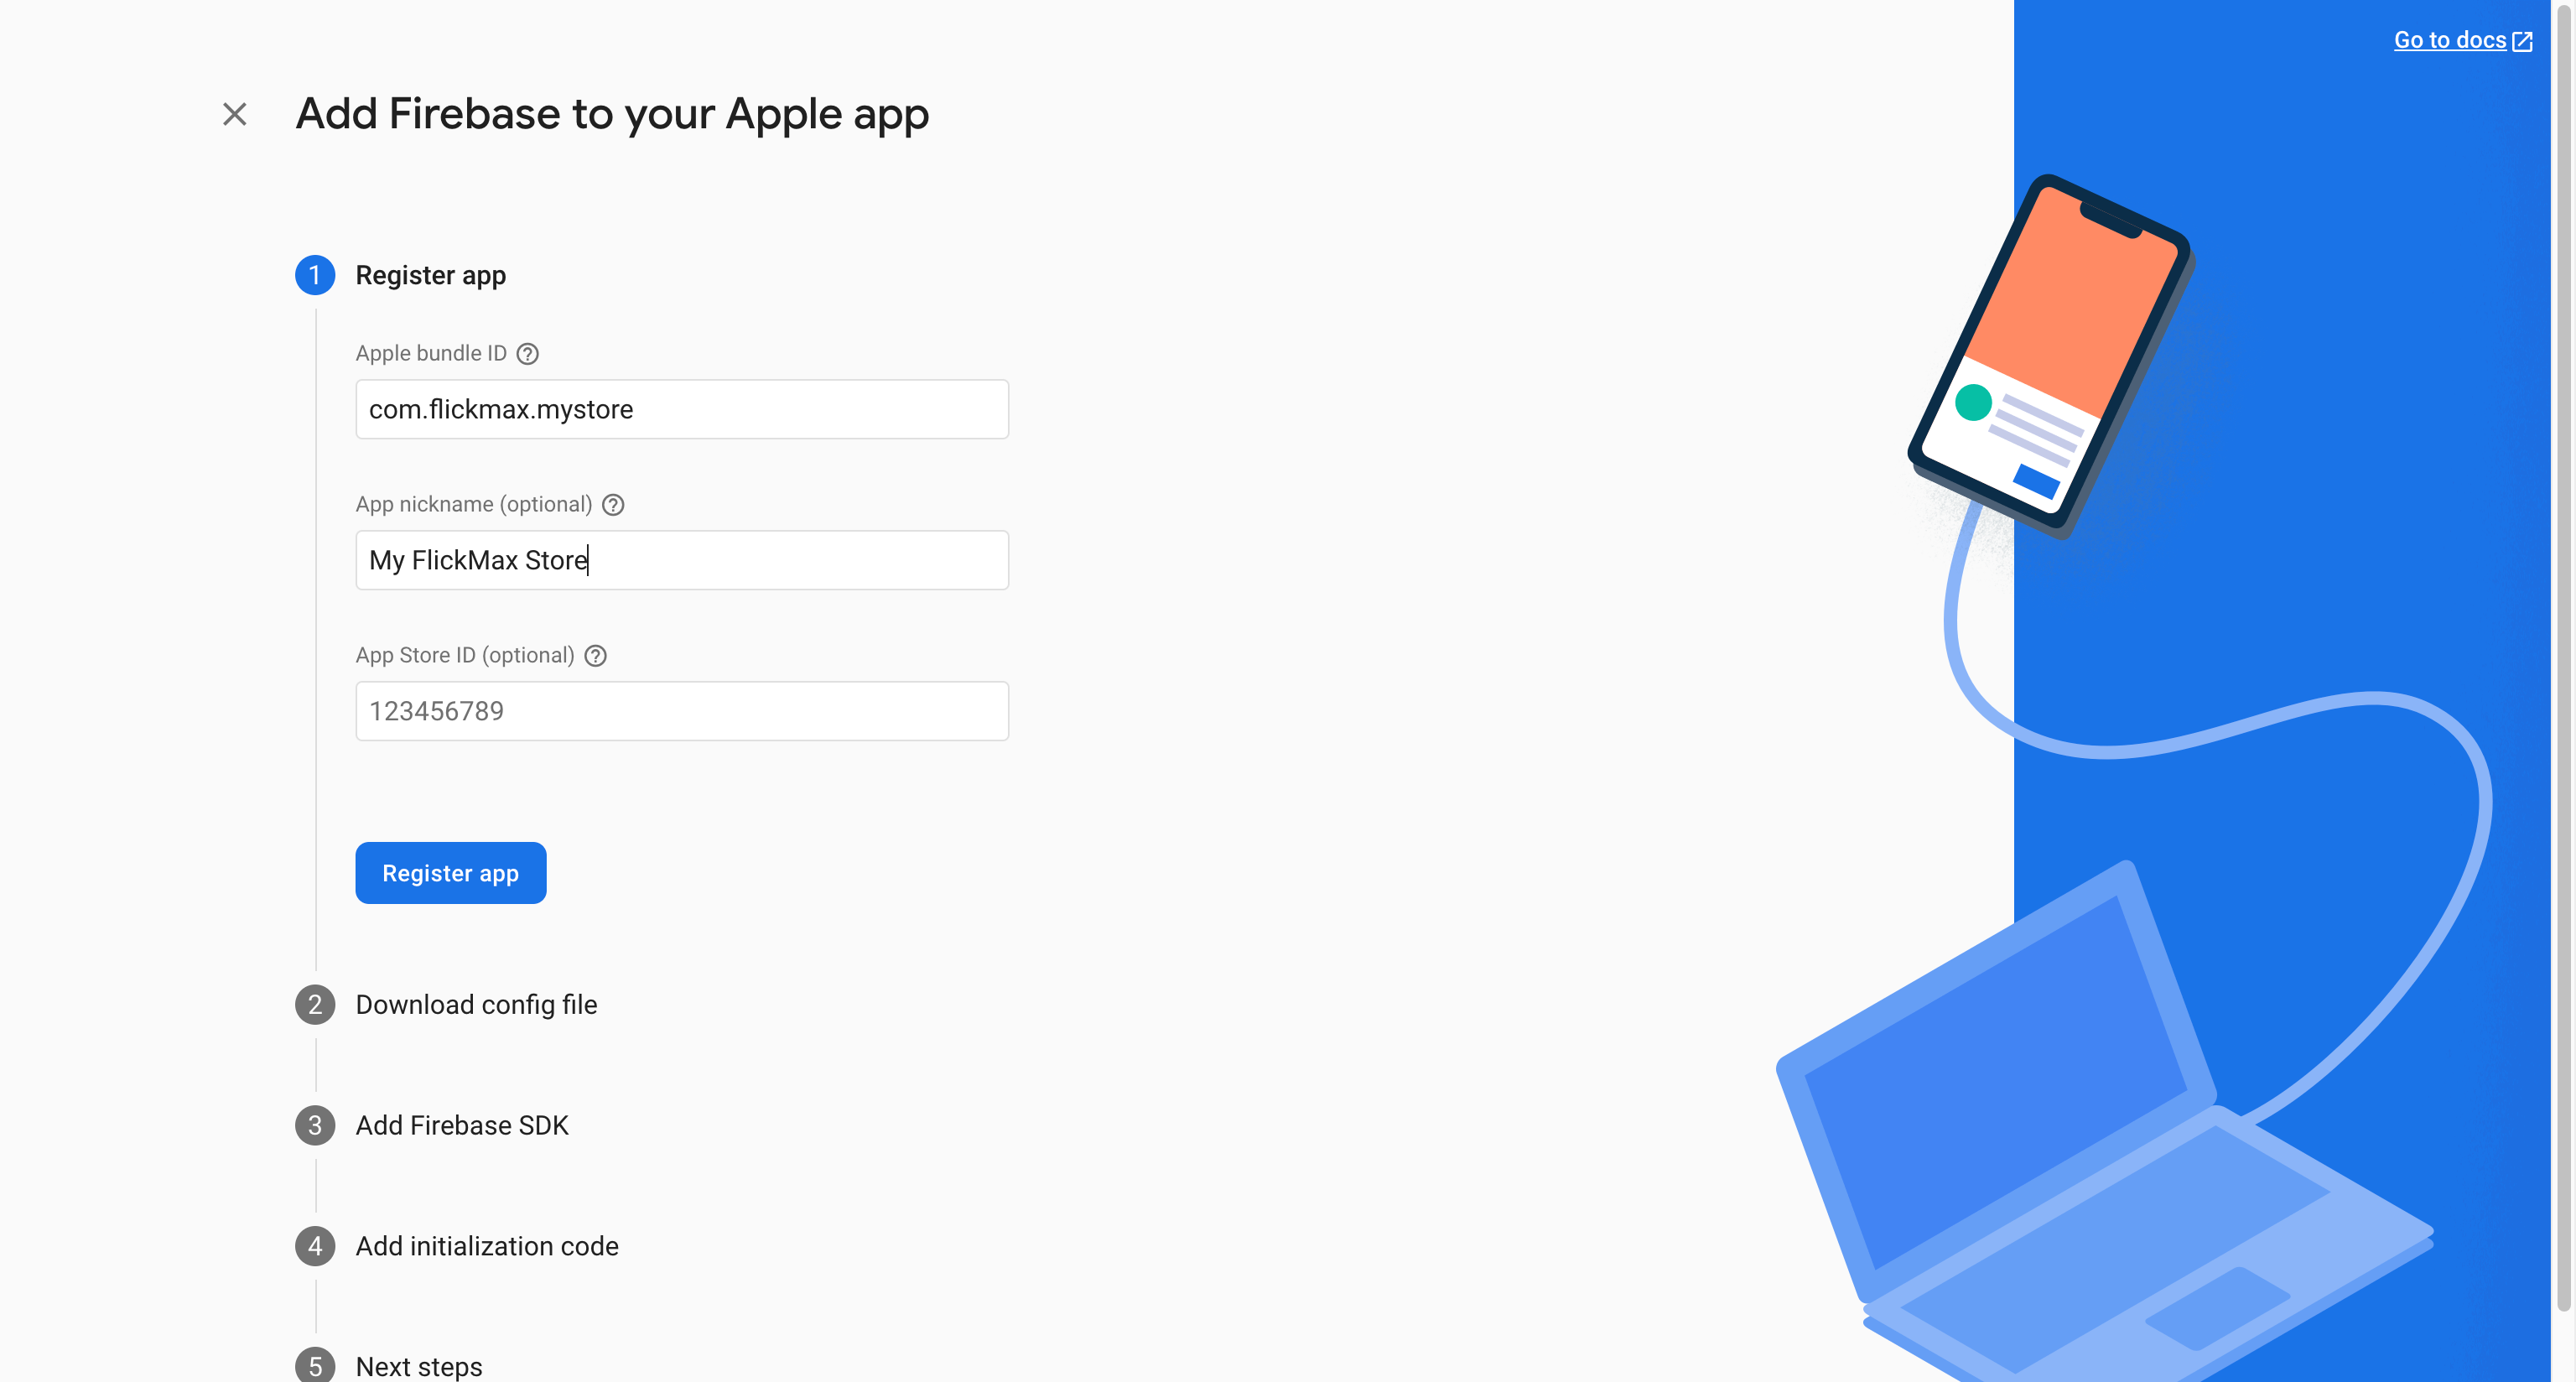 Go to docs
Add Firebase to your Apple app
1 Register app
Apple bundle ID
com.flickmax.mystore
App nickname (optional)
My FlickMax Store
App Store ID (optional)
123456789
Register app
2 Download config file
3 Add Firebase SDK
4 Add initialization code
5 Next steps